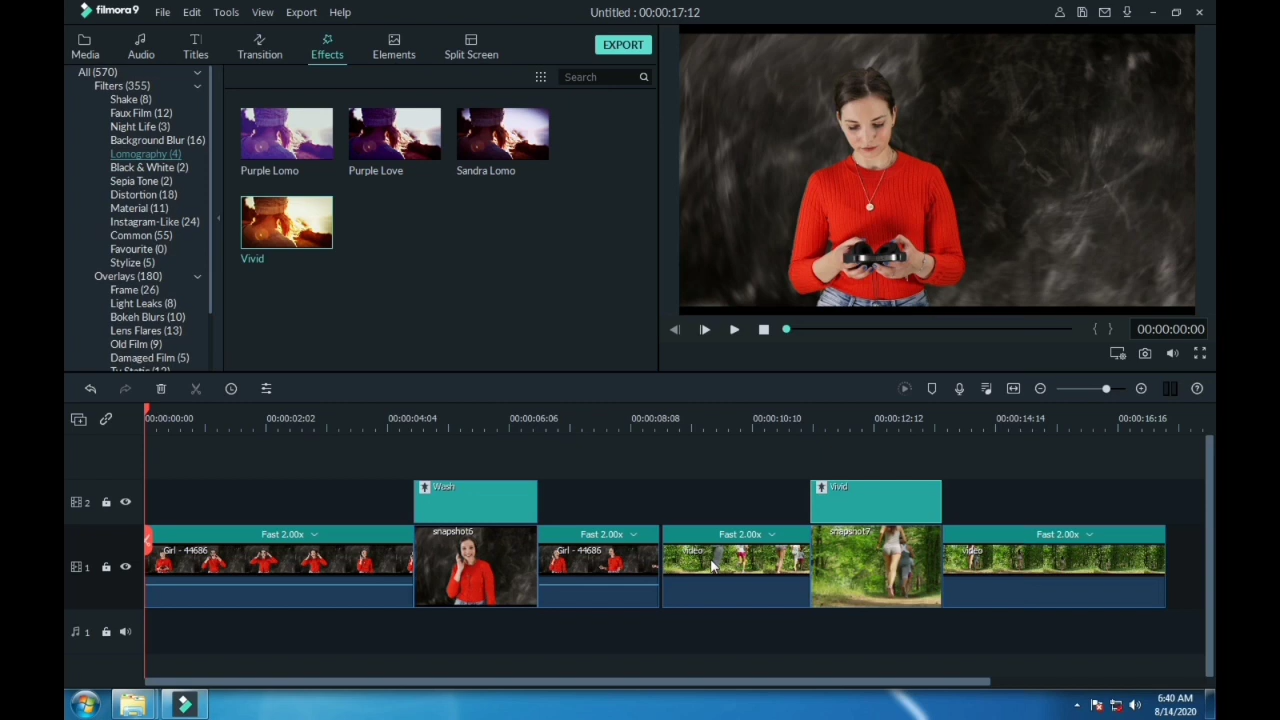 filmora9 File Edit Tools View Export Help Untitled : 00:00:17:12
Media Audio Titles Transition Effects Elements Split Screen EXPORT
All (570)
Filters (355)
Shake (8)
Faux Film (12)
Night Life (3)
Background Blur (16)
Lomography (4)
Black & White (2)
Sepia Tone (2)
Distortion (18)
Material (11)
Instagram-Like (24)
Common (55)
Favourite (0)
Stylize (5)
Overlays (180)
Frame (26)
Light Leaks (8)
Bokeh Blurs (10)
Lens Flares (13)
Old Film (9)
Damaged Film (5)
Search
Purple Lomo Purple Love Sandra Lomo
Vivid
{ } 00:00:00:00
00:00:00:00 00:00:02:02 00:00:04:04 00:00:06:06 00:00:08:08 00:00:10:10 00:00:12:12 00:00:14:14 00:00:16:16
2 Wash Vivid
Fast 2.00x snapshot6 Fast 2.00x Fast 2.00x snapshot7 Fast 2.00x
Girl - 44686 Girl - 44686 video video
1
1
6:40 AM
8/14/2020